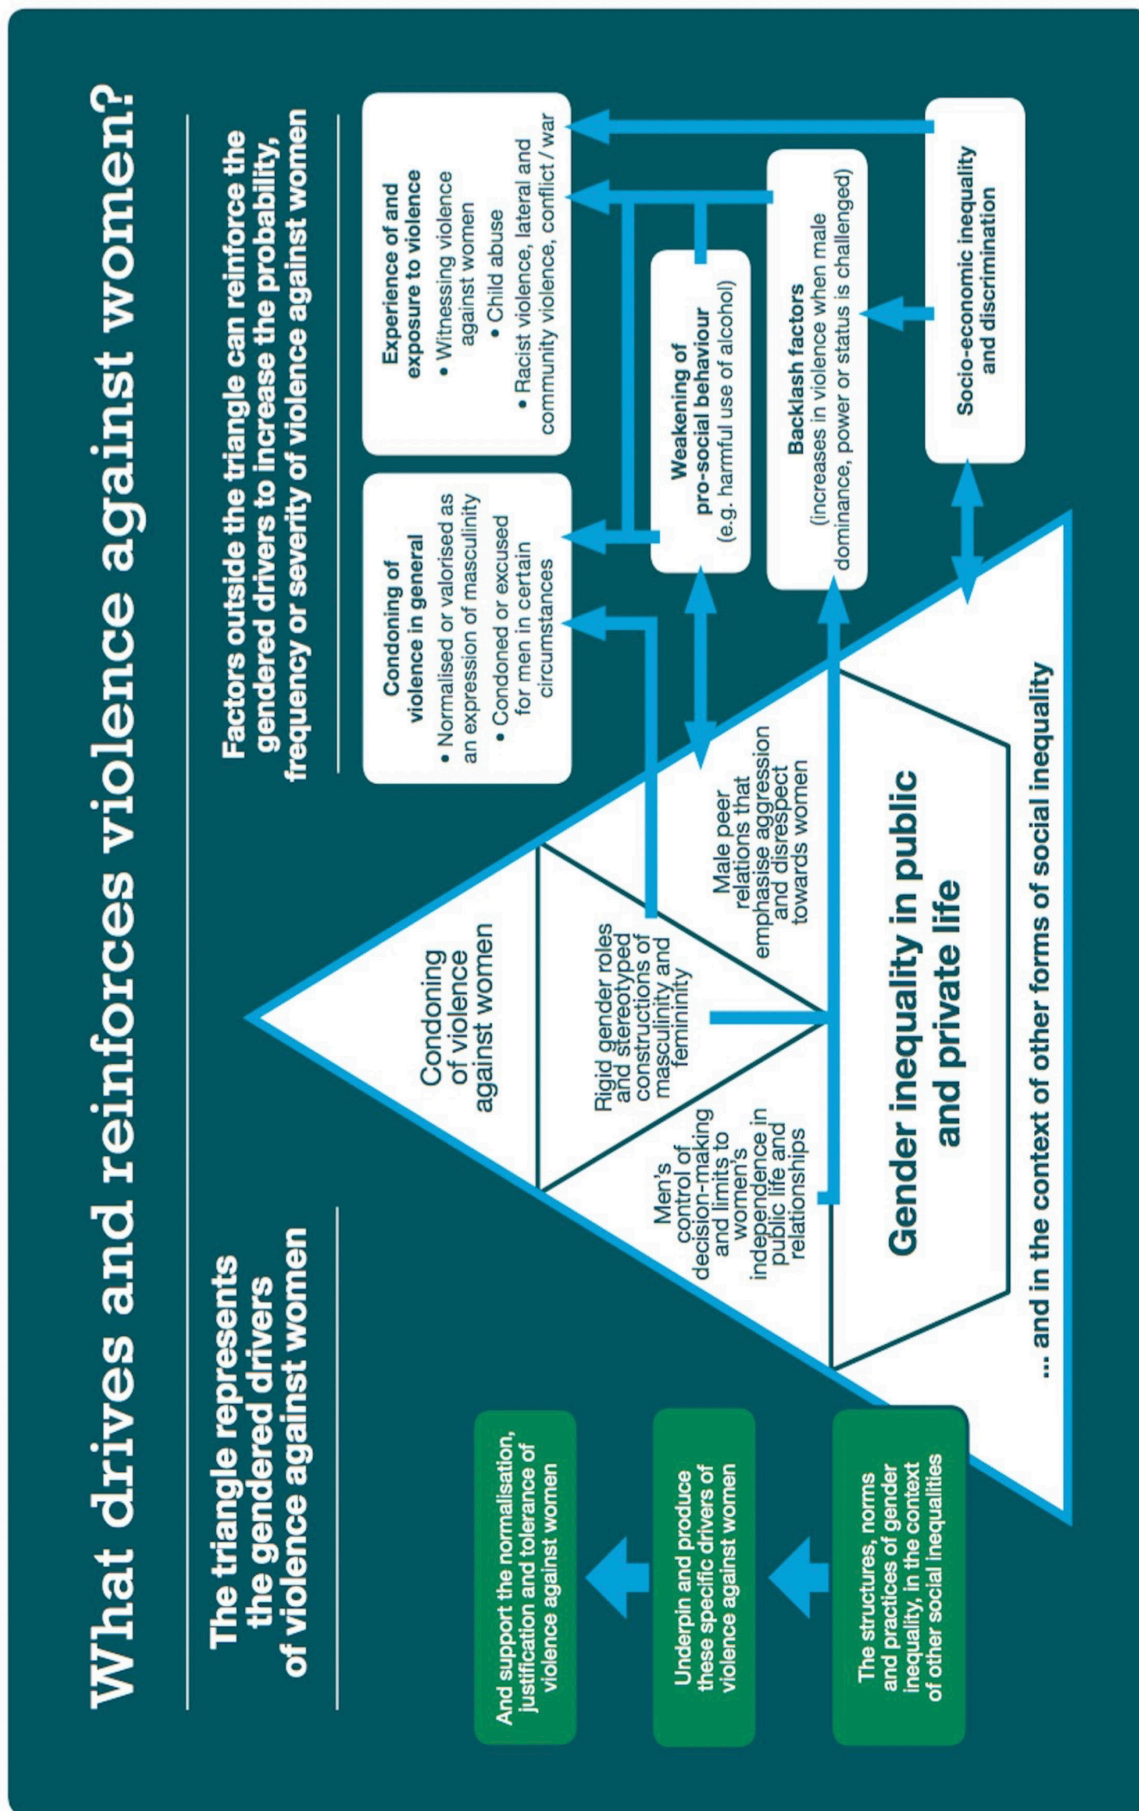 What drives and reinforces violence against women?
The triangle represents
the gendered drivers
of violence against women
Factors outside the triangle can reinforce the
gendered drivers to increase the probability,
frequency or severity of violence against women
And support the normalisation,
justification and tolerance of
violence against women
Underpin and produce
these specific drivers of
violence against women
The structures, norms
and practices of gender
inequality, in the context
of other social inequalities
Condoning
of violence
against women
Rigid gender roles
and stereotyped
constructions of
masculinity and
femininity
Men's
control of
decision-making
and limits to
women's
independence in
public life and
relationships
Male peer
relations that
emphasise aggression
and disrespect
towards women
Gender inequality in public
and private life
... and in the context of other forms of social inequality
Condoning of
violence in general
• Normalised or valorised as
an expression of masculinity
• Condoned or excused
for men in certain
circumstances
Experience of and
exposure to violence
• Witnessing violence
against women
• Child abuse
• Racist violence, lateral and
community violence, conflict / war
Weakening of
pro-social behaviour
(e.g. harmful use of alcohol)
Backlash factors
(increases in violence when male
dominance, power or status is challenged)
Socio-economic inequality
and discrimination